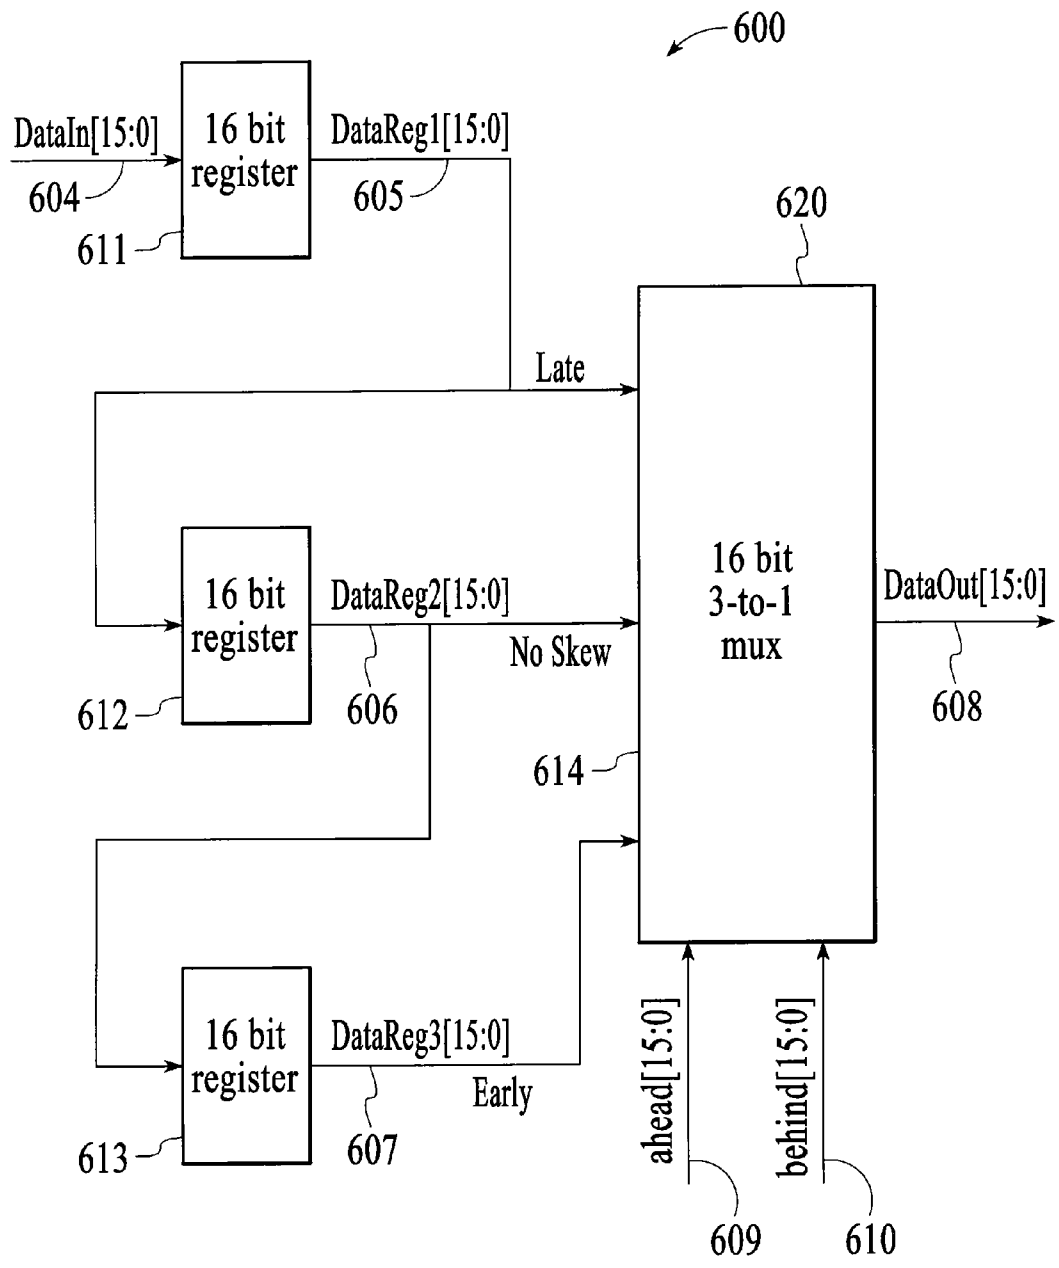 600
DataIn[15:0]
604
16 bit
register
611
DataReg1[15:0]
605
620
Late
16 bit
register
612
DataReg2[15:0]
606
No Skew
614
16 bit
3-to-1
mux
DataOut[15:0]
608
16 bit
register
613
DataReg3[15:0]
607
Early
ahead[15:0]
609
behind[15:0]
610